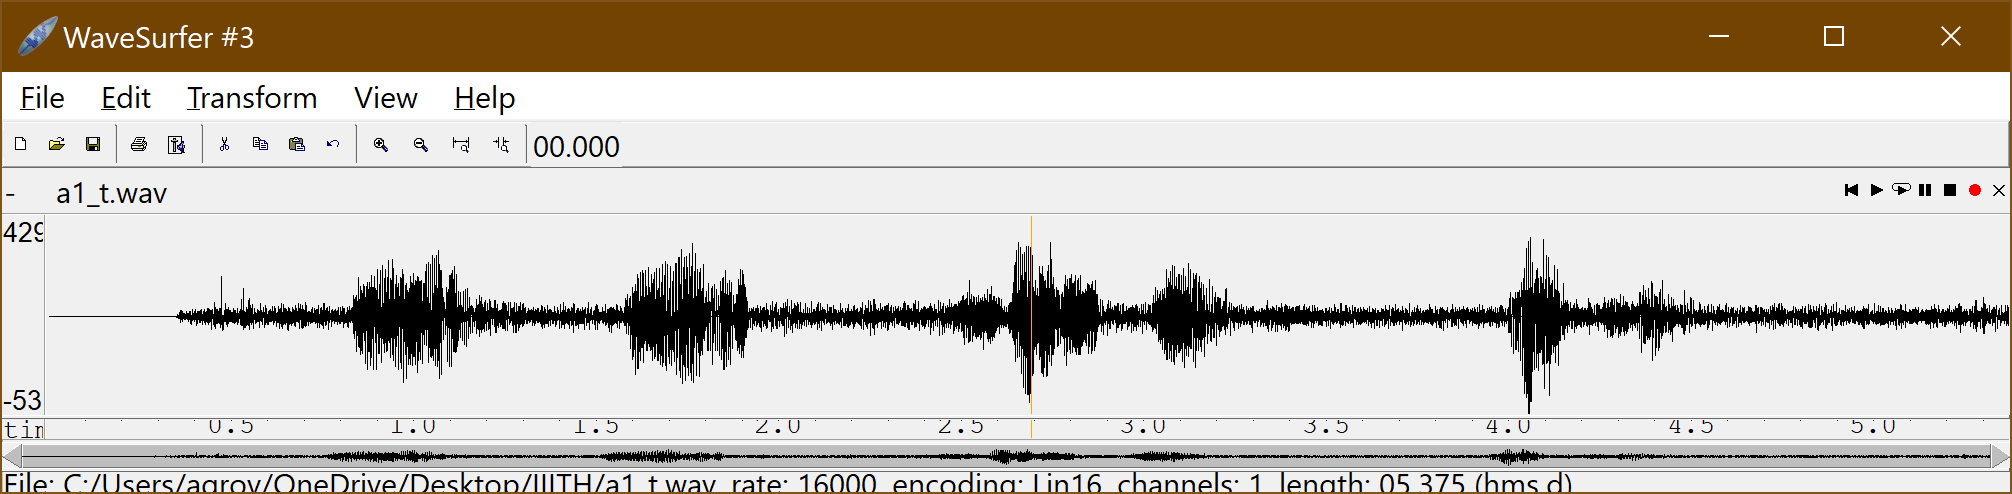 WaveSurfer #3
File Edit Transform View Help
00.000
- a1_t.wav
429
-53
tim 0.5 1.0 1.5 2.0 2.5 3.0 3.5 4.0 4.5 5.0
File: C:/Users/agrov/OneDrive/Desktop/IIITH/a1_t.wav rate: 16000 encoding: Lin16 channels: 1 length: 05.375 (hms.d)